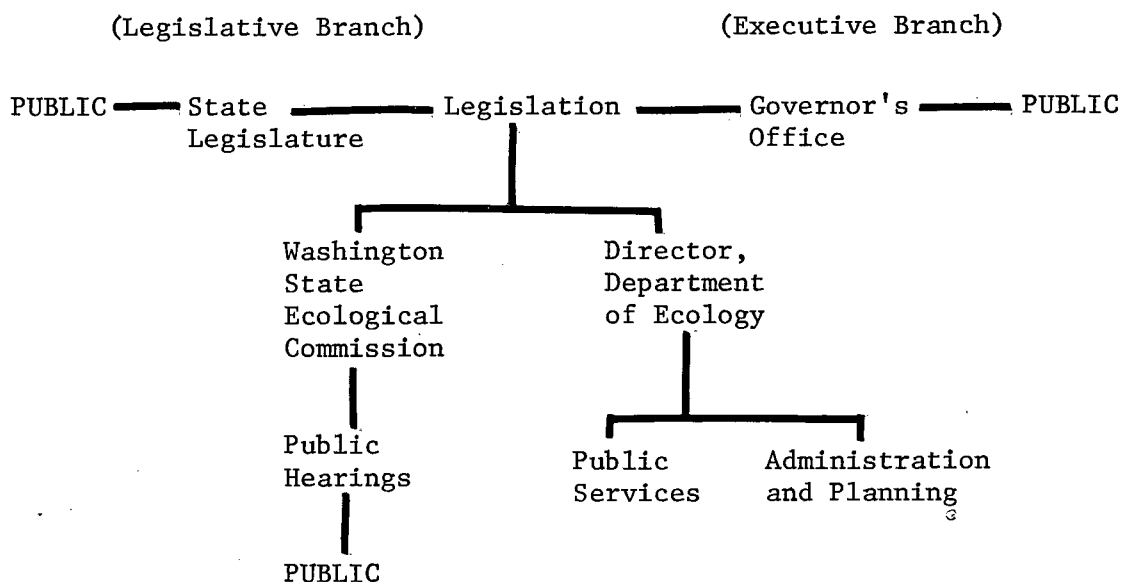 (Legislative Branch) (Executive Branch)
PUBLIC State Legislation Governor's PUBLIC
Legislature Office
Washington Director,
State Department
Ecological of Ecology
Commission
Public
Hearings
Public Administration
Services and Planning
PUBLIC